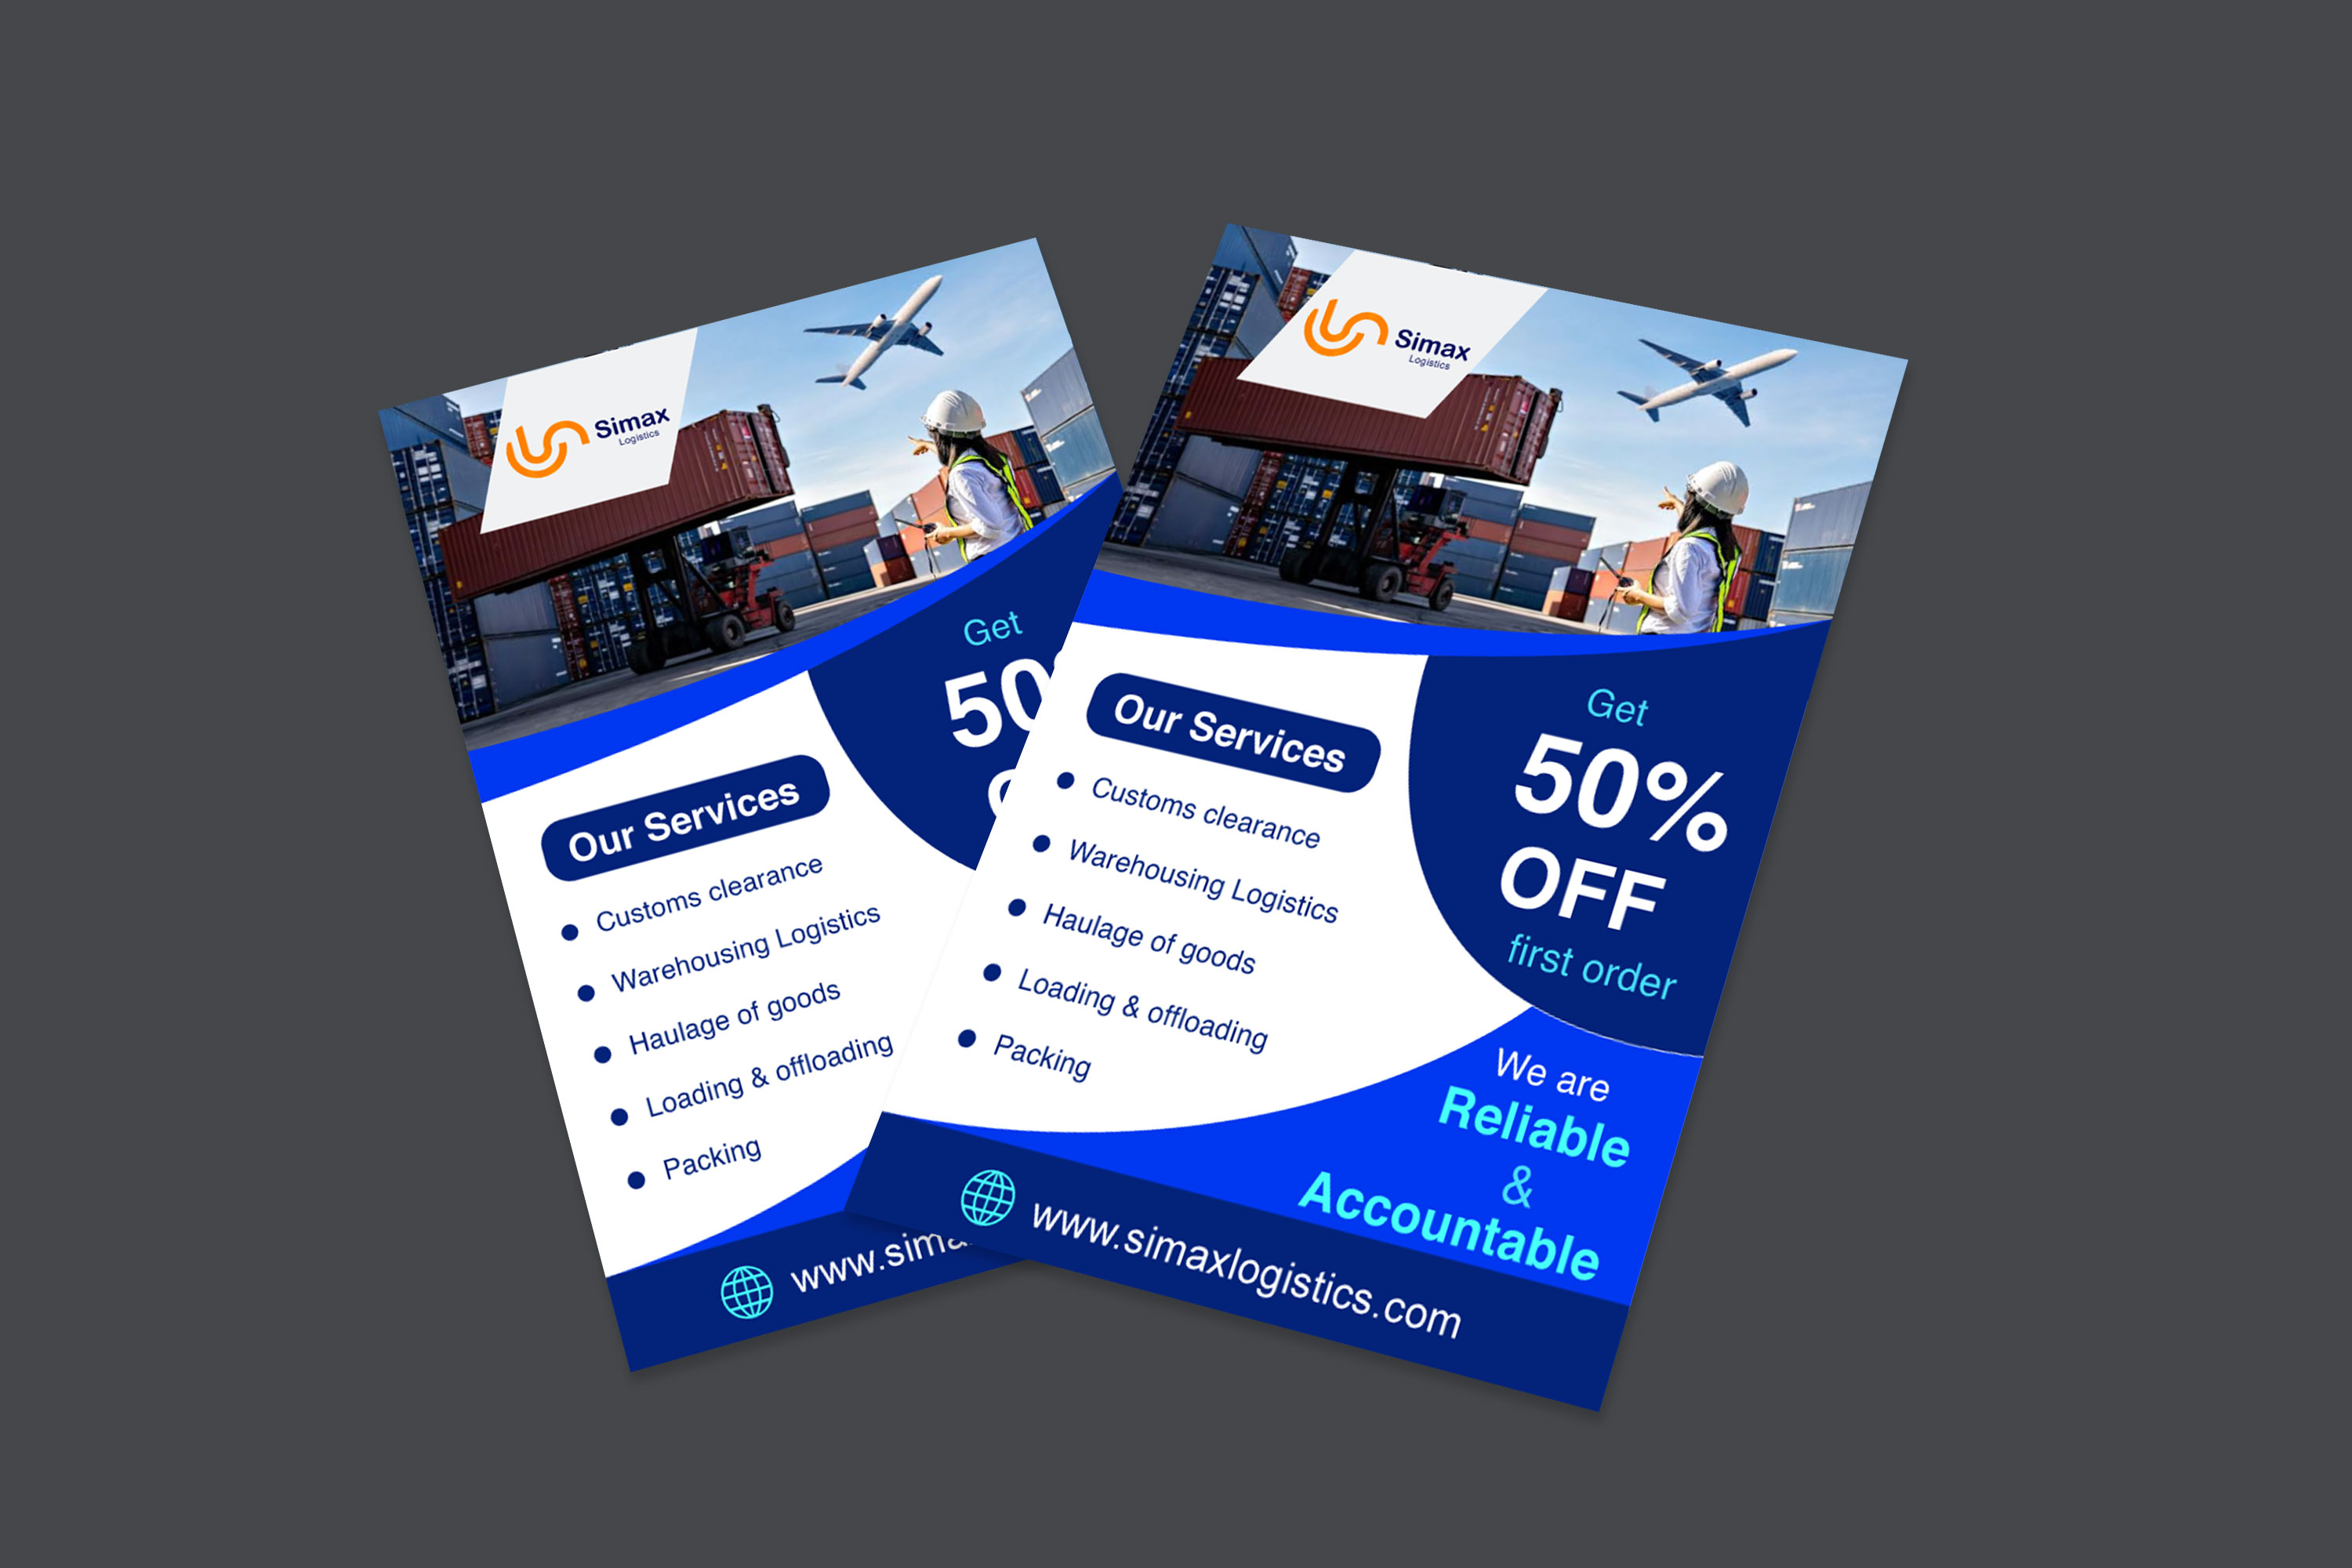 Simax
Logistics
Get
50
Our Services
Customs clearance
Warehousing Logistics
Haulage of goods
Loading & offloading
Packing
Simax
Logistics
Our Services
Customs clearance
Warehousing Logistics
Haulage of goods
Loading & offloading
Packing
Get
50%
OFF
first order
We are
Reliable
&
Accountable
www.simaxlogistics.com